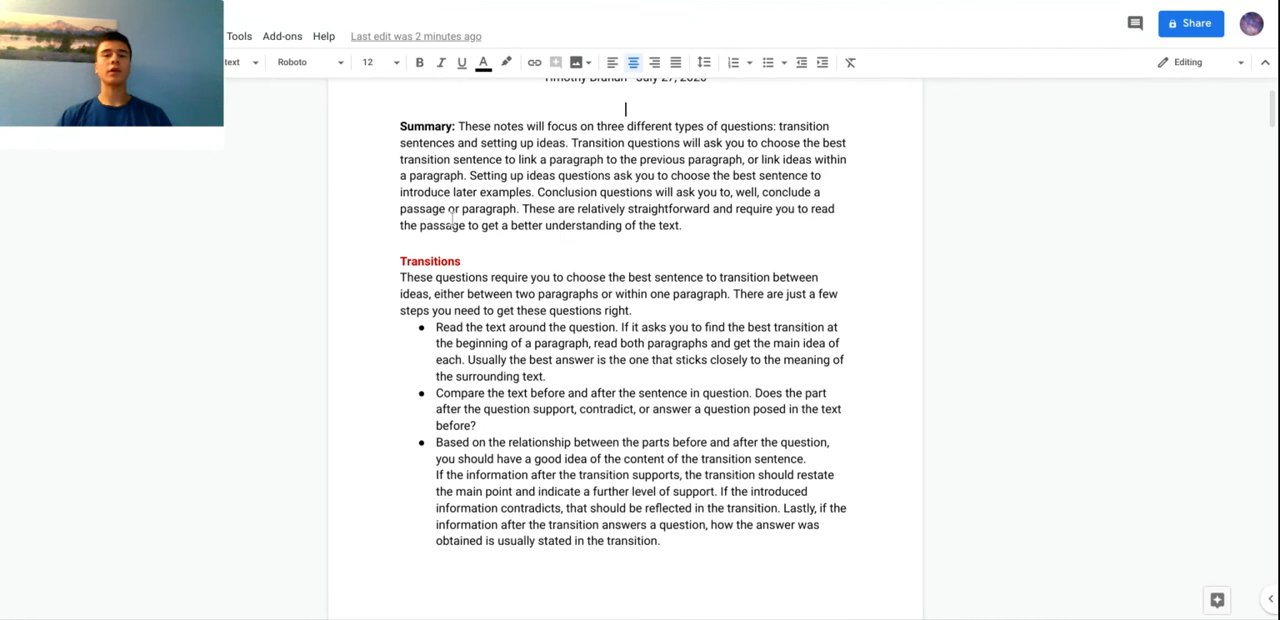 Tools Add-ons Help Last edit was 2 minutes ago
Share
text Roboto 12 B I U A Editing
July 27, 2020
Summary: These notes will focus on three different types of questions: transition
sentences and setting up ideas. Transition questions will ask you to choose the best
transition sentence to link a paragraph to the previous paragraph, or link ideas within
a paragraph. Setting up ideas questions ask you to choose the best sentence to
introduce later examples. Conclusion questions will ask you to, well, conclude a
passage or paragraph. These are relatively straightforward and require you to read
the passage to get a better understanding of the text.
Transitions
These questions require you to choose the best sentence to transition between
ideas, either between two paragraphs or within one paragraph. There are just a few
steps you need to get these questions right.
● Read the text around the question. If it asks you to find the best transition at
the beginning of a paragraph, read both paragraphs and get the main idea of
each. Usually the best answer is the one that sticks closely to the meaning of
the surrounding text.
● Compare the text before and after the sentence in question. Does the part
after the question support, contradict, or answer a question posed in the text
before?
● Based on the relationship between the parts before and after the question,
you should have a good idea of the content of the transition sentence.
If the information after the transition supports, the transition should restate
the main point and indicate a further level of support. If the introduced
information contradicts, that should be reflected in the transition. Lastly, if the
information after the transition answers a question, how the answer was
obtained is usually stated in the transition.